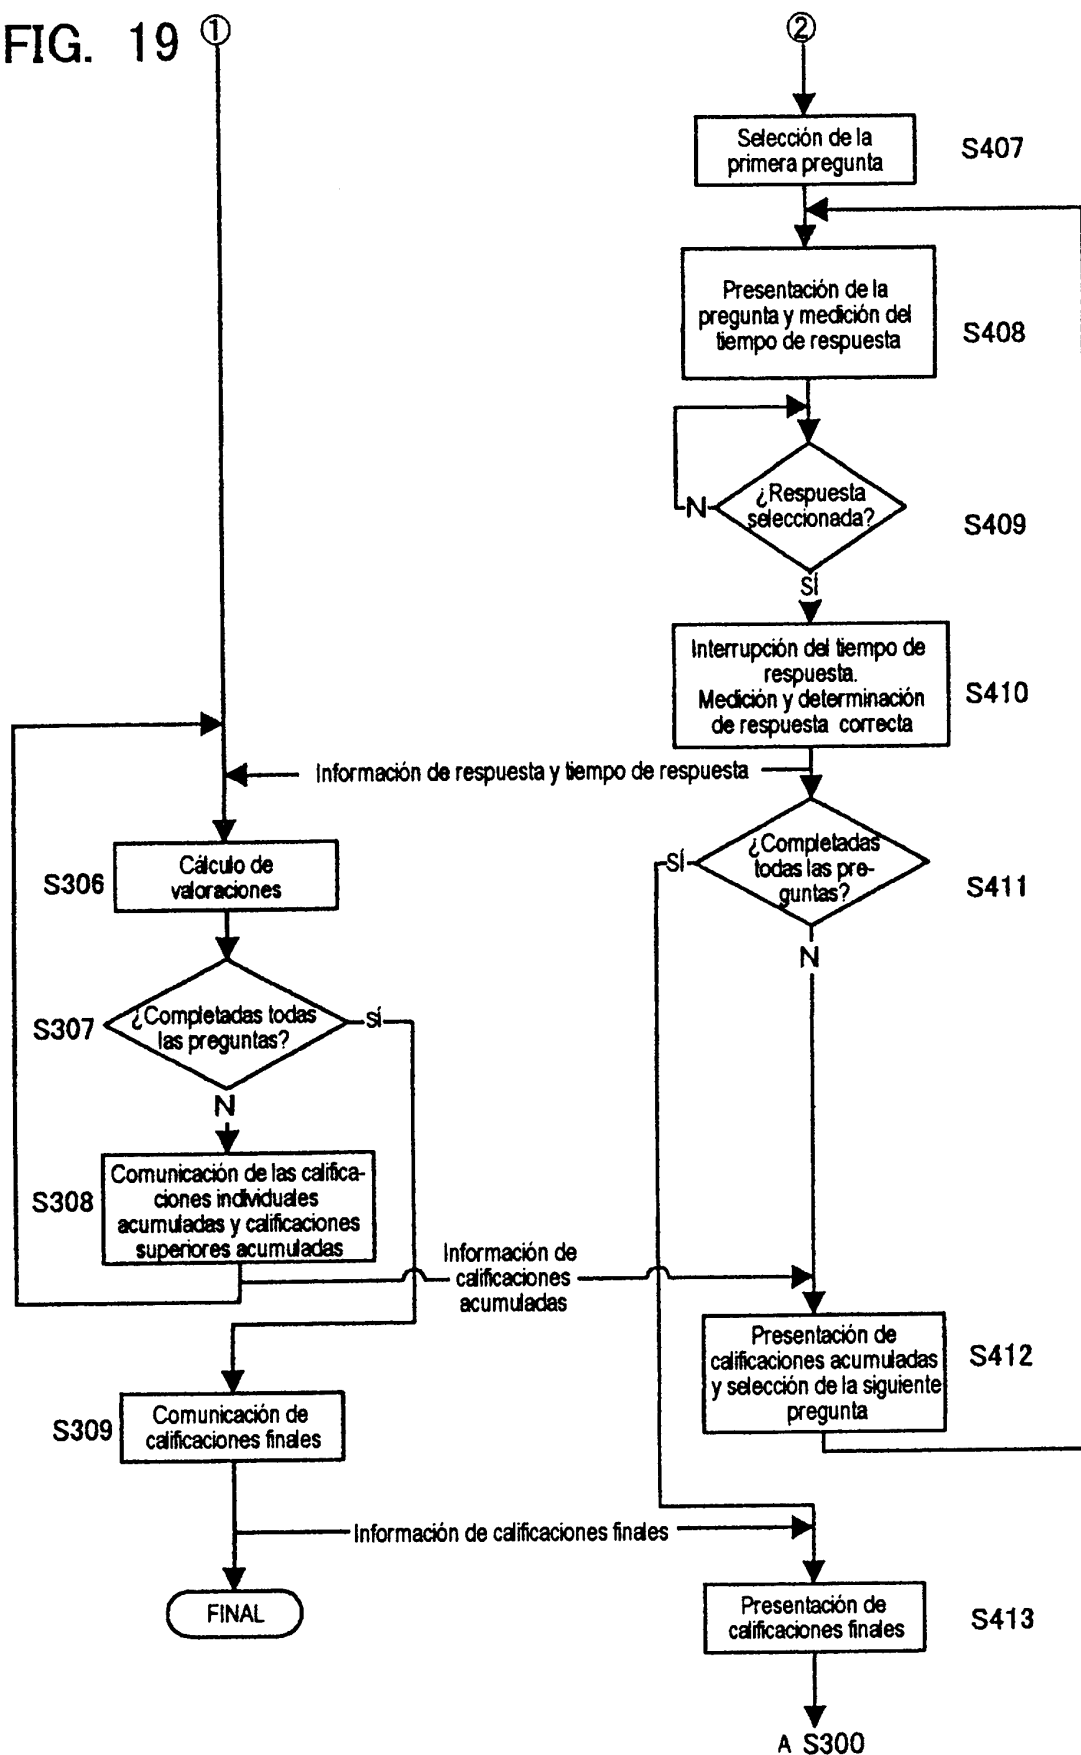 FIG. 19
①
②
Selección de la
primera pregunta
S407
Presentación de la
pregunta y medición del
tiempo de respuesta
S408
¿Respuesta
seleccionada?
N
S409
SÍ
Interrupción del tiempo de
respuesta.
Medición y determinación
de respuesta correcta
S410
Información de respuesta y tiempo de respuesta
¿Completadas
todas las pre-
guntas?
SÍ
S411
N
Cálculo de
valoraciones
S306
¿Completadas todas
las preguntas?
S307
SÍ
N
Comunicación de las califica-
ciones individuales
acumuladas y calificaciones
superiores acumuladas
S308
Información de
calificaciones
acumuladas
Presentación de
calificaciones acumuladas
y selección de la siguiente
pregunta
S412
Comunicación de
calificaciones finales
S309
Información de calificaciones finales
FINAL
Presentación de
calificaciones finales
S413
A S300